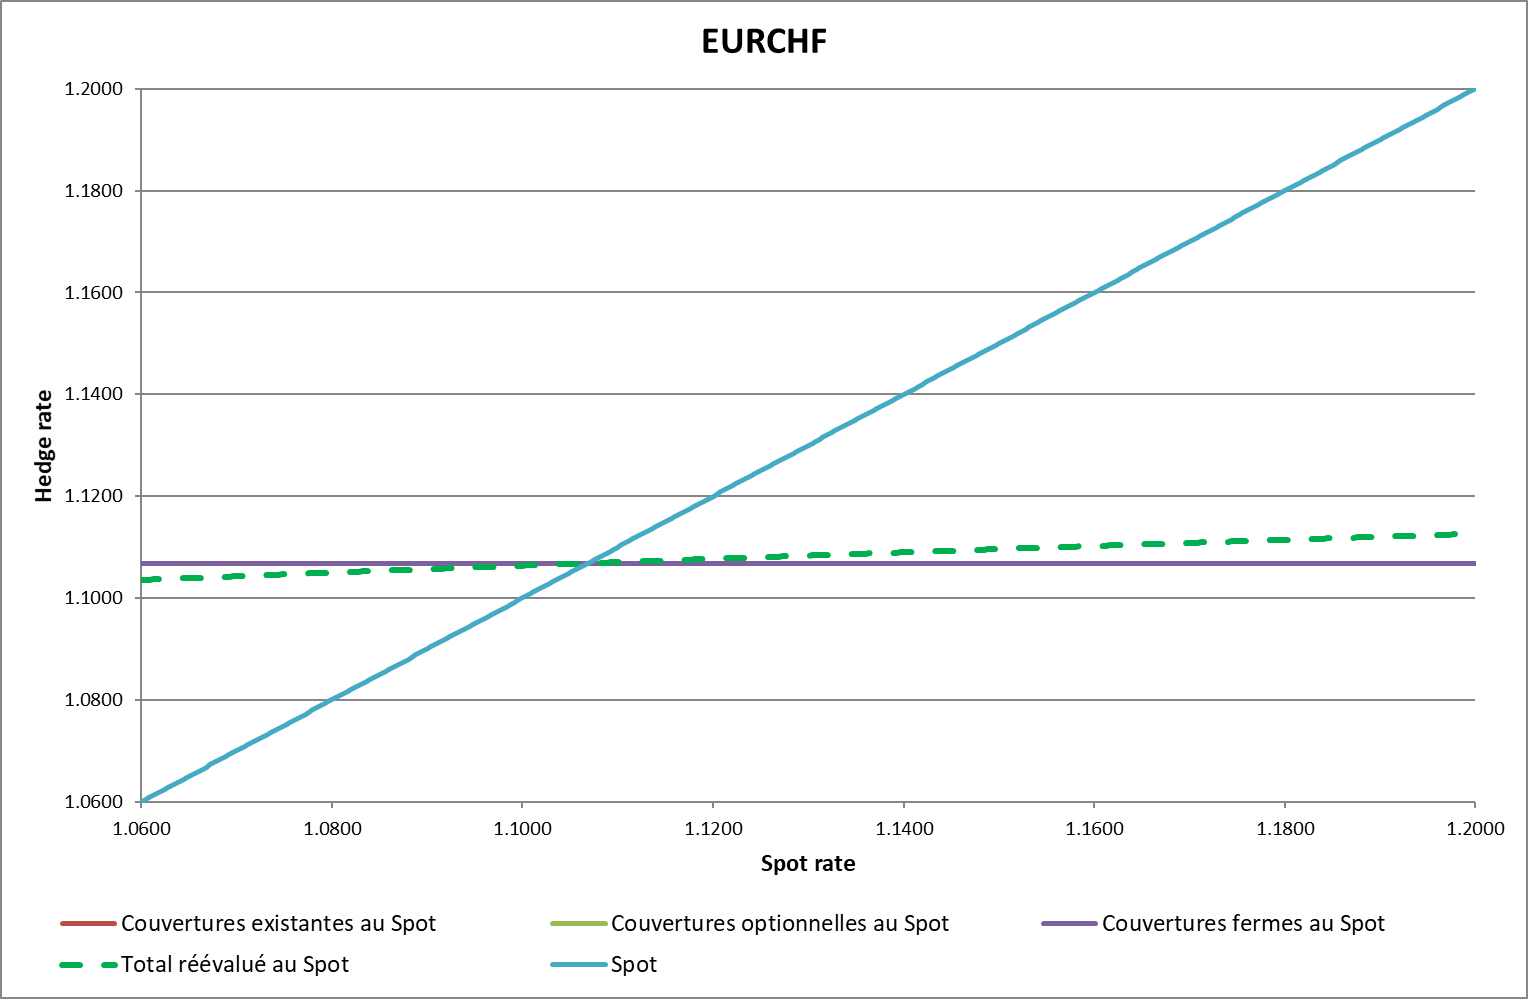 EURCHF
1.2000
1.1800
1.1600
1.1400
1.1200
1.1000
1.0800
1.0600
Hedge rate
1.0600 1.0800 1.1000 1.1200 1.1400 1.1600 1.1800 1.2000
Spot rate
Couvertures existantes au Spot Couvertures optionnelles au Spot Couvertures fermes au Spot
Total réévalué au Spot Spot